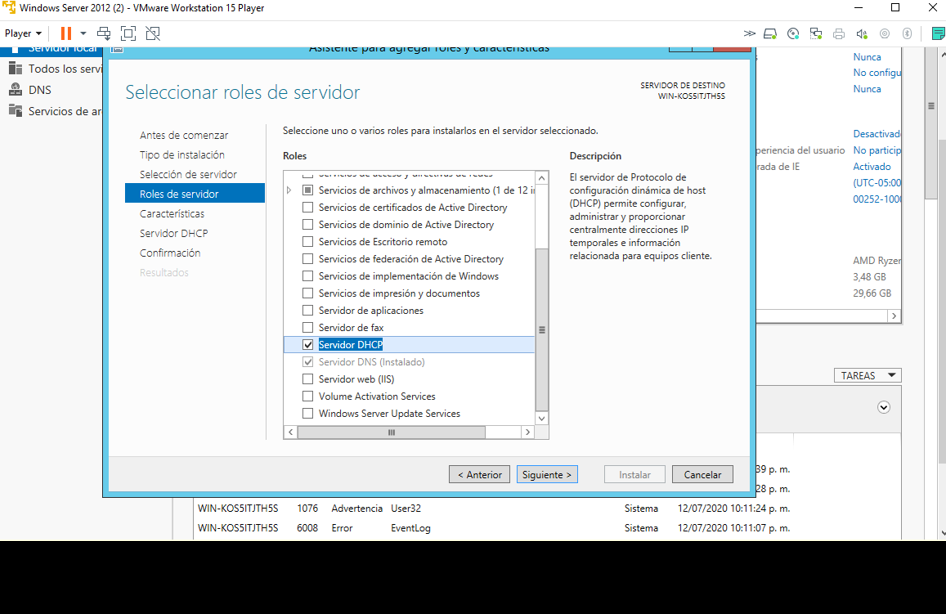 Windows Server 2012 (2) - VMware Workstation 15 Player
Player
Servidor local
Todos los servi
DNS
Servicios de ar
Asistente para agregar roles y características
Seleccionar roles de servidor
SERVIDOR DE DESTINO
WIN-KOS5ITJTH5S
Antes de comenzar
Tipo de instalación
Selección de servidor
Roles de servidor
Características
Servidor DHCP
Confirmación
Resultados
Seleccione uno o varios roles para instalarlos en el servidor seleccionado.
Roles
Servicios de acceso y directivas de redes
Servicios de archivos y almacenamiento (1 de 12 in
Servicios de certificados de Active Directory
Servicios de dominio de Active Directory
Servicios de Escritorio remoto
Servicios de federación de Active Directory
Servicios de implementación de Windows
Servicios de impresión y documentos
Servidor de aplicaciones
Servidor de fax
Servidor DHCP
Servidor DNS (Instalado)
Servidor web (IIS)
Volume Activation Services
Windows Server Update Services
Descripción
El servidor de Protocolo de
configuración dinámica de host
(DHCP) permite configurar,
administrar y proporcionar
centralmente direcciones IP
temporales e información
relacionada para equipos cliente.
< Anterior
Siguiente >
Instalar
Cancelar
Nunca
No configu
Nunca
Desactivad
periencia del usuario No particip
rada de IE Activado
(UTC-05:00
00252-1000
AMD Ryzer
3,48 GB
29,66 GB
TAREAS
39 p. m.
28 p. m.
WIN-KOS5ITJTH5S 1076 Advertencia User32 Sistema 12/07/2020 10:11:24 p. m.
WIN-KOS5ITJTH5S 6008 Error EventLog Sistema 12/07/2020 10:11:07 p. m.